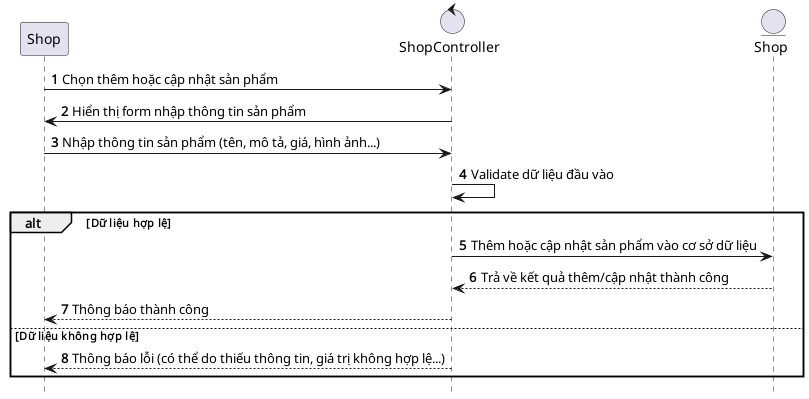 Shop
ShopController
Shop
1 Chọn thêm hoặc cập nhật sản phẩm
2 Hiển thị form nhập thông tin sản phẩm
3 Nhập thông tin sản phẩm (tên, mô tả, giá, hình ảnh...)
4 Validate dữ liệu đầu vào
alt [Dữ liệu hợp lệ]
5 Thêm hoặc cập nhật sản phẩm vào cơ sở dữ liệu
6 Trả về kết quả thêm/cập nhật thành công
7 Thông báo thành công
[Dữ liệu không hợp lệ]
8 Thông báo lỗi (có thể do thiếu thông tin, giá trị không hợp lệ...)